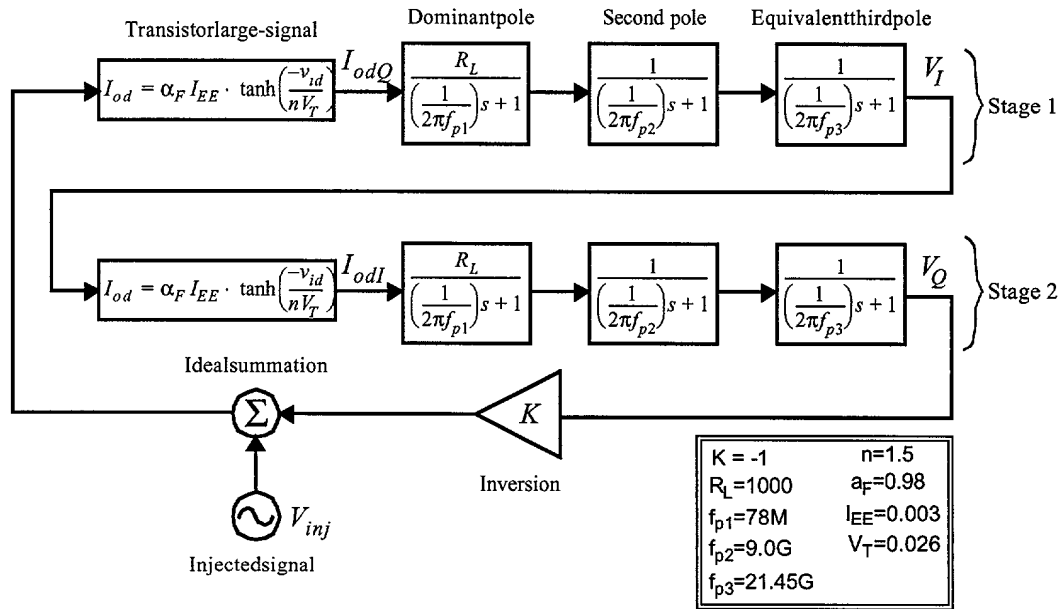 Transistorlarge-signal
Dominantpole
Second pole
Equivalentthirdpole
I_od = α_F I_EE · tanh(-v_id / nV_T)
I_odQ
R_L / ((1 / 2πf_p1)s + 1)
1 / ((1 / 2πf_p2)s + 1)
1 / ((1 / 2πf_p3)s + 1)
V_I
Stage 1
I_od = α_F I_EE · tanh(-v_id / nV_T)
I_odI
R_L / ((1 / 2πf_p1)s + 1)
1 / ((1 / 2πf_p2)s + 1)
1 / ((1 / 2πf_p3)s + 1)
V_Q
Stage 2
Idealsummation
Σ
K
Inversion
V_inj
Injectedsignal
K = -1 n=1.5
R_L=1000 a_F=0.98
f_p1=78M I_EE=0.003
f_p2=9.0G V_T=0.026
f_p3=21.45G